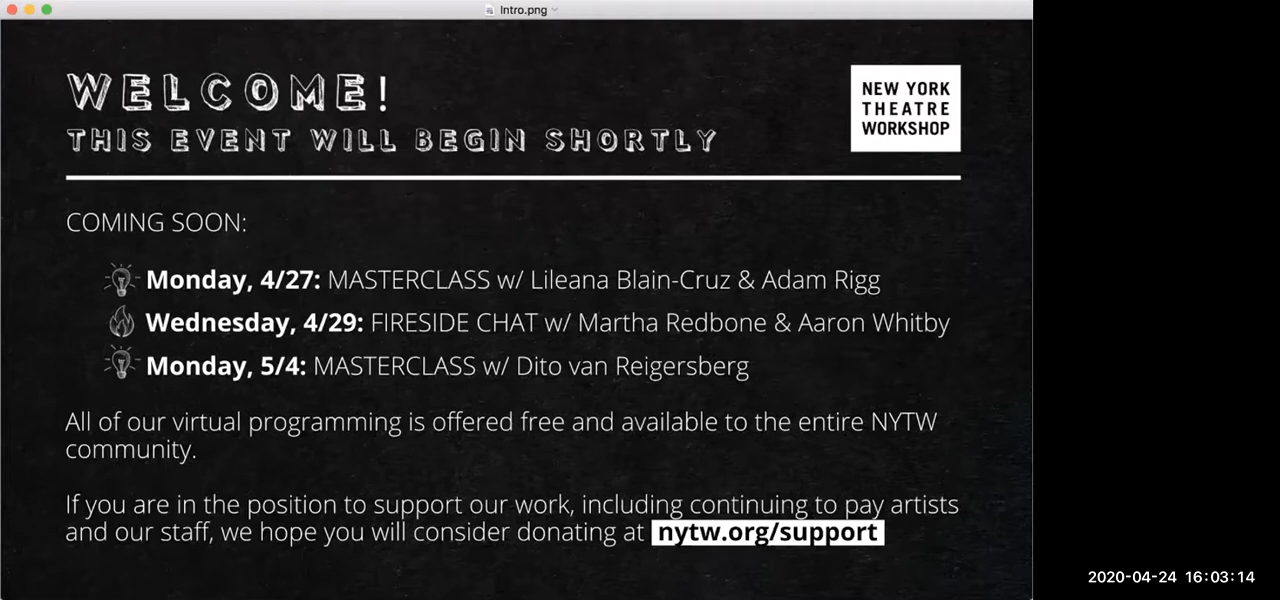 Intro.png
WELCOME!
THIS EVENT WILL BEGIN SHORTLY
NEW YORK
THEATRE
WORKSHOP
COMING SOON:
Monday, 4/27: MASTERCLASS w/ Lileana Blain-Cruz & Adam Rigg
Wednesday, 4/29: FIRESIDE CHAT w/ Martha Redbone & Aaron Whitby
Monday, 5/4: MASTERCLASS w/ Dito van Reigersberg
All of our virtual programming is offered free and available to the entire NYTW
community.
If you are in the position to support our work, including continuing to pay artists
and our staff, we hope you will consider donating at nytw.org/support
2020-04-24 16:03:14